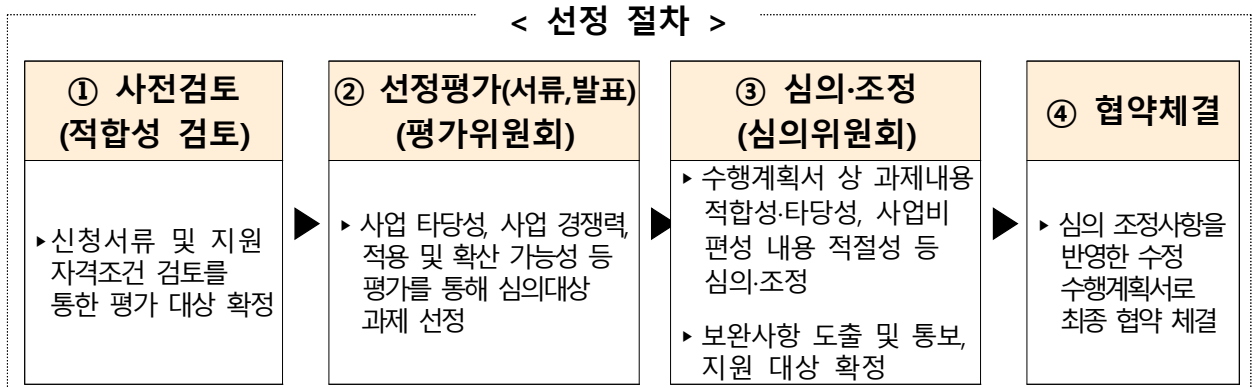 < 선정 절차 >
① 사전검토
(적합성 검토)
▸신청서류 및 지원
자격조건 검토를
통한 평가 대상 확정
② 선정평가(서류,발표)
(평가위원회)
▸ 사업 타당성, 사업 경쟁력,
적용 및 확산 가능성 등
평가를 통해 심의대상
과제 선정
③ 심의·조정
(심의위원회)
▸ 수행계획서 상 과제내용
적합성·타당성, 사업비
편성 내용 적절성 등
심의·조정
▸ 보완사항 도출 및 통보,
지원 대상 확정
④ 협약체결
▸ 심의 조정사항을
반영한 수정
수행계획서로
최종 협약 체결